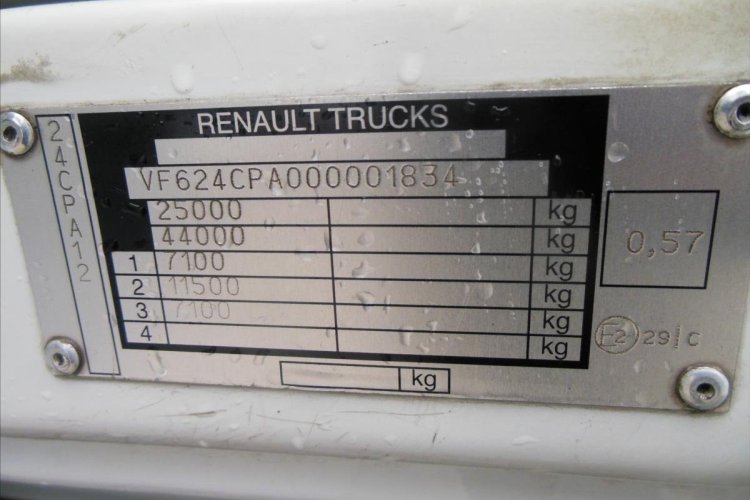 24CPA12
RENAULT TRUCKS
VF624CPA000001834
25000 kg
44000 kg
1 7100 kg
2 11500 kg
3 7100 kg
4 kg
kg
0,57
E2 29 | C